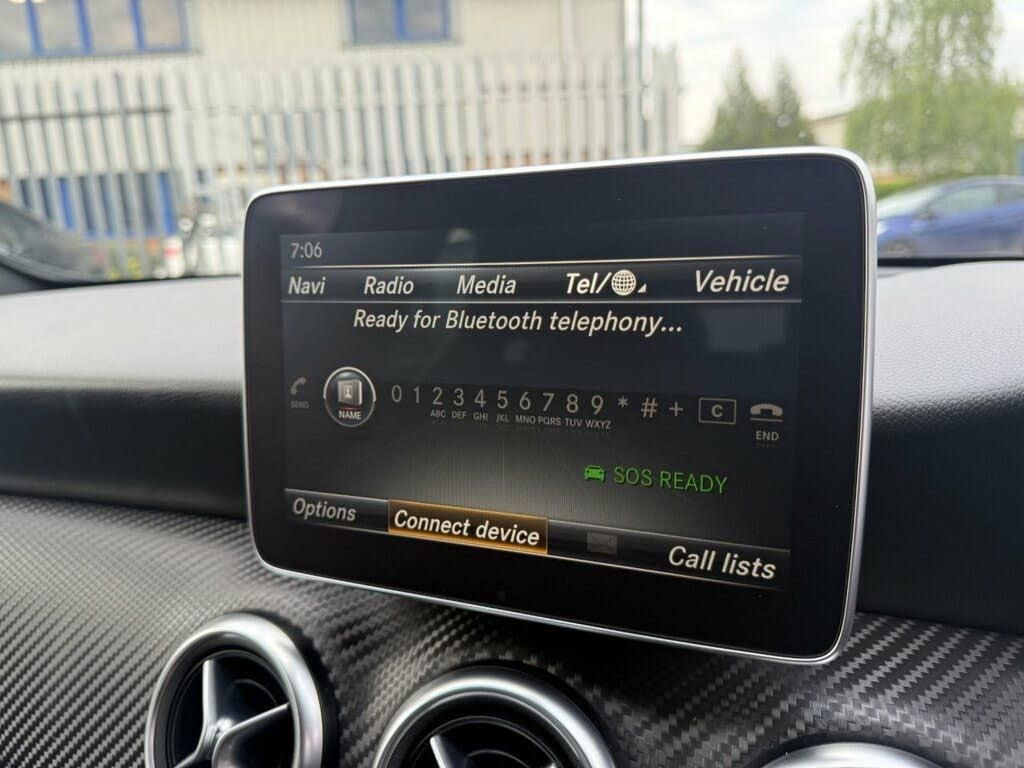 7:06
Navi Radio Media Tel/ Vehicle
Ready for Bluetooth telephony...
SEND NAME 0 1 2 3 4 5 6 7 8 9 * # + C END
ABC DEF GHI JKL MNO PQRS TUV WXYZ
SOS READY
Options Connect device Call lists